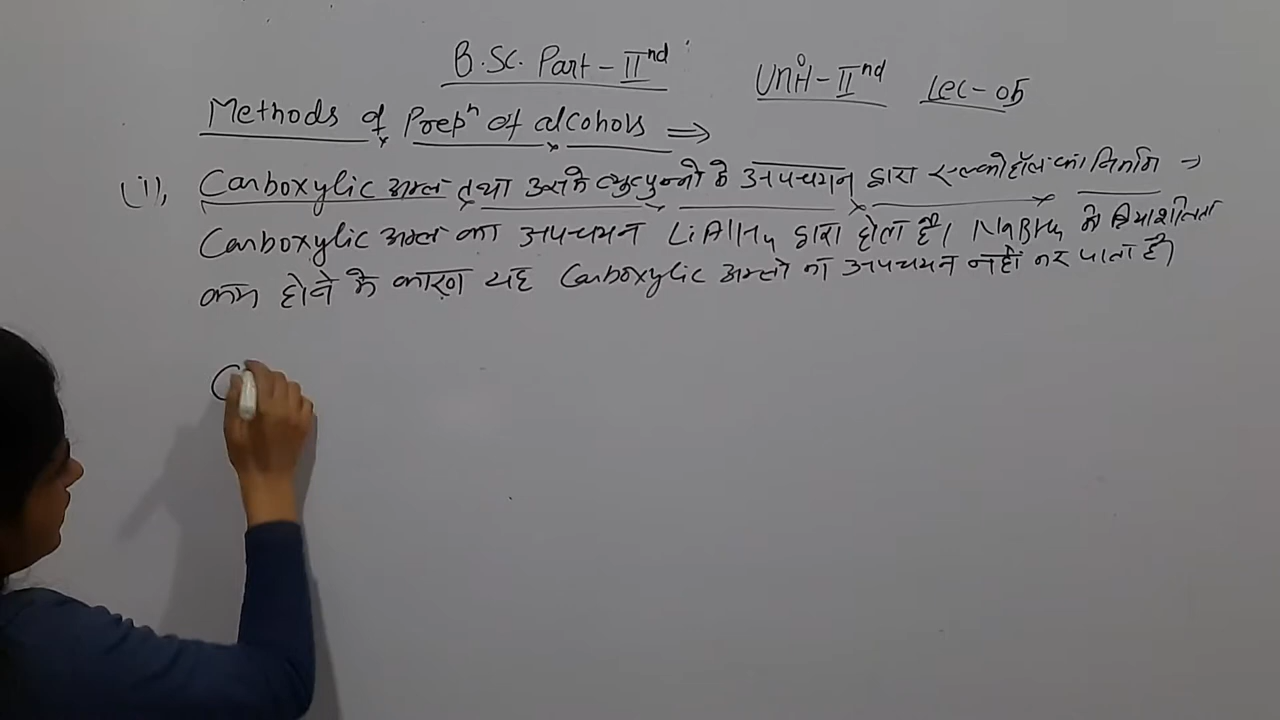 B.Sc. Part - IInd
Unit - IInd Lec - 05
Methods of Prepn of alcohols ⇒
(1), Carboxylic अम्ल तथा उसके व्युत्पन्नो के अपचयन द्वारा एल्कोहॉल का निर्माण →
Carboxylic अम्ल का अपचयन LiAlH4 द्वारा होता है। NaBH4 के क्रियाशीलता
कम होने के कारण यह Carboxylic अम्लो का अपचयन नहीं कर पाता है।
C